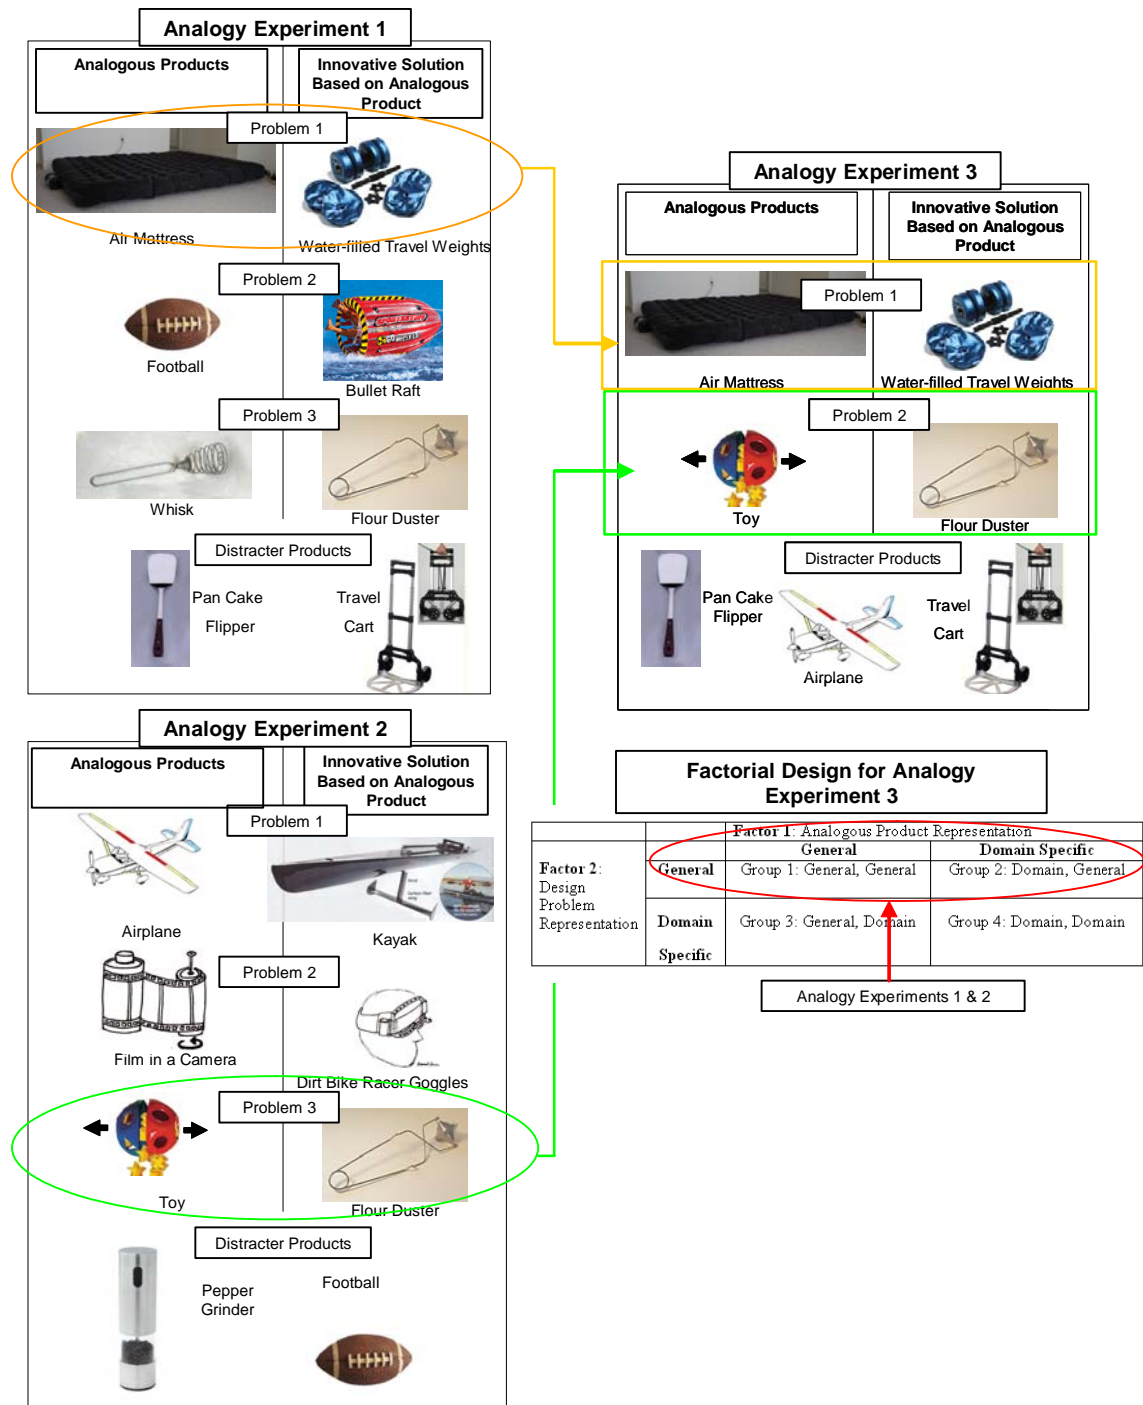 Analogy Experiment 1
Analogous Products
Innovative Solution
Based on Analogous
Product
Problem 1
Air Mattress
Water-filled Travel Weights
Problem 2
Football
Bullet Raft
Problem 3
Whisk
Flour Duster
Distracter Products
Pan Cake
Flipper
Travel
Cart
Analogy Experiment 2
Analogous Products
Innovative Solution
Based on Analogous
Product
Problem 1
Airplane
Kayak
Problem 2
Film in a Camera
Dirt Bike Racer Goggles
Problem 3
Toy
Flour Duster
Distracter Products
Pepper
Grinder
Football
Analogy Experiment 3
Analogous Products
Innovative Solution
Based on Analogous
Product
Problem 1
Air Mattress
Water-filled Travel Weights
Problem 2
Toy
Flour Duster
Distracter Products
Pan Cake
Flipper
Airplane
Travel
Cart
Factorial Design for Analogy
Experiment 3
Factor 1: Analogous Product Representation
General
Domain Specific
Factor 2:
Design
Problem
Representation
General
Group 1: General, General
Group 2: Domain, General
Domain
Specific
Group 3: General, Domain
Group 4: Domain, Domain
Analogy Experiments 1 & 2